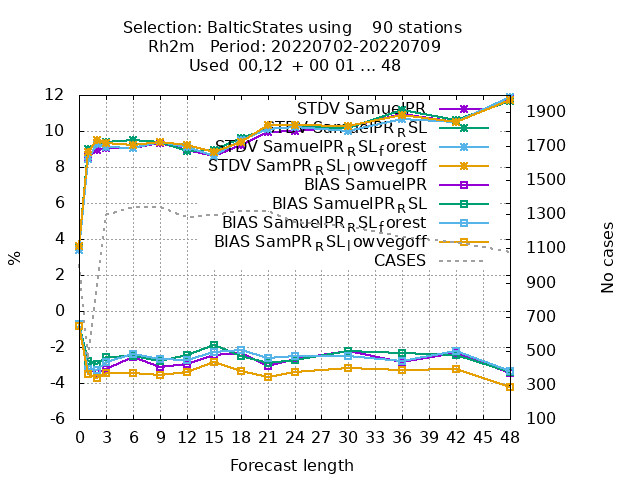 Selection: BalticStates using 90 stations
Rh2m Period: 20220702-20220709
Used 00,12 + 00 01 ... 48
STDV SamuelPR
STDV SamuelPR_RSL
STDV SamuelPR_RSL_forest
STDV SamPR_RSL_lowvegoff
BIAS SamuelPR
BIAS SamuelPR_RSL
BIAS SamuelPR_RSL_forest
BIAS SamPR_RSL_lowvegoff
CASES
12
10
8
6
4
2
0
-2
-4
-6
%
1900
1700
1500
1300
1100
900
700
500
300
100
No cases
0 3 6 9 12 15 18 21 24 27 30 33 36 39 42 45 48
Forecast length